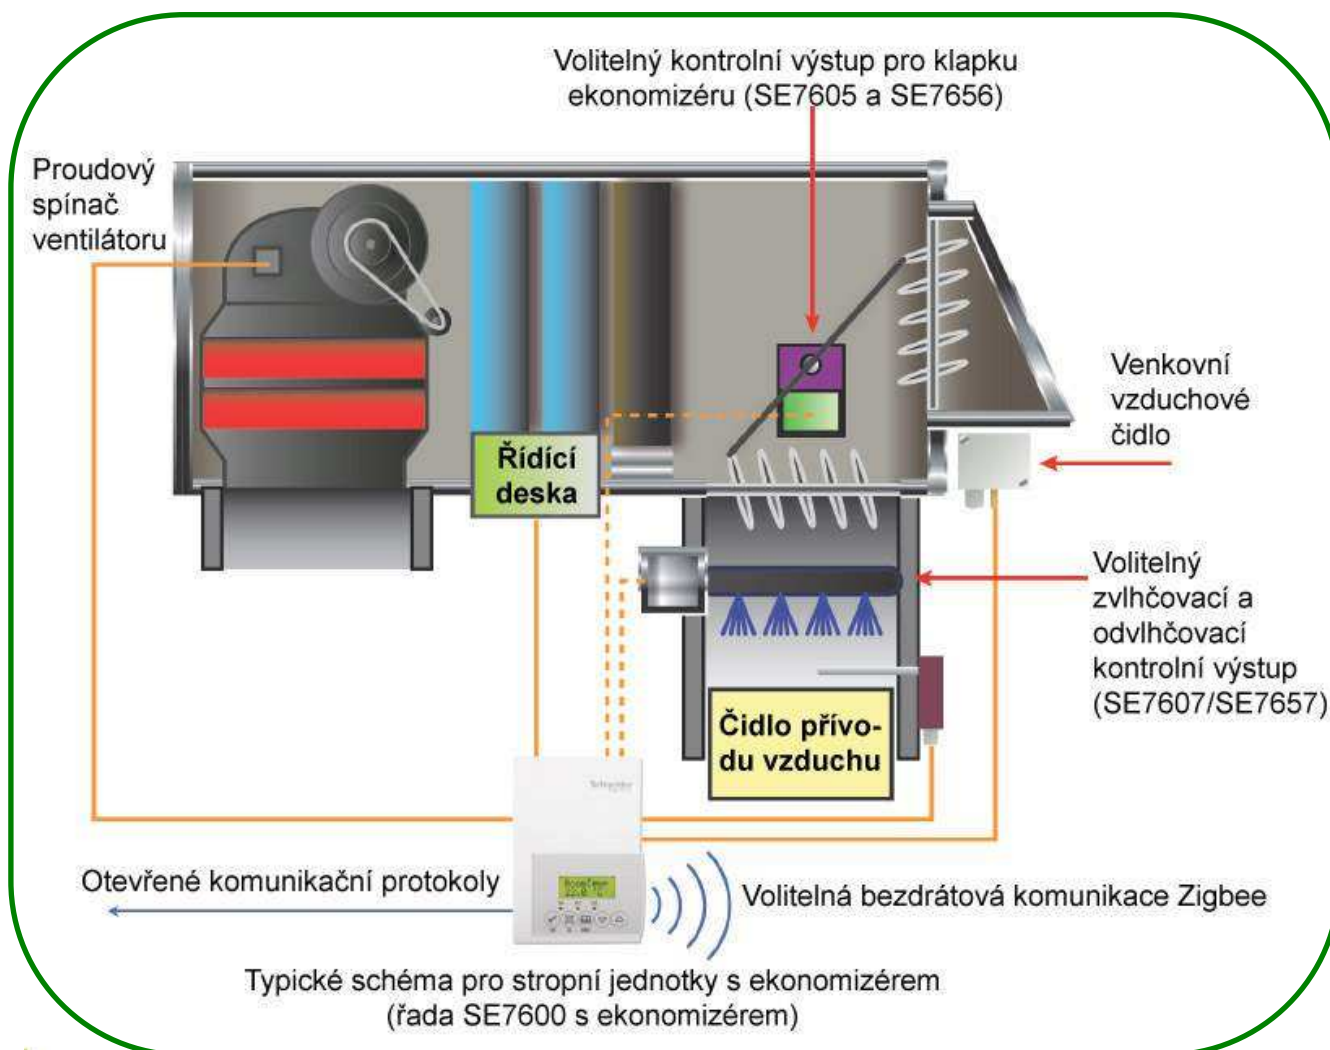 Volitelný kontrolní výstup pro klapku
ekonomizéru (SE7605 a SE7656)
Proudový
spínač
ventilátoru
Venkovní
vzduchové
čidlo
Řídící
deska
Volitelný
zvlhčovací a
odvlhčovací
kontrolní výstup
(SE7607/SE7657)
Čidlo přívo-
du vzduchu
Schneider
Otevřené komunikační protokoly
Volitelná bezdrátová komunikace Zigbee
Typické schéma pro stropní jednotky s ekonomizérem
(řada SE7600 s ekonomizérem)